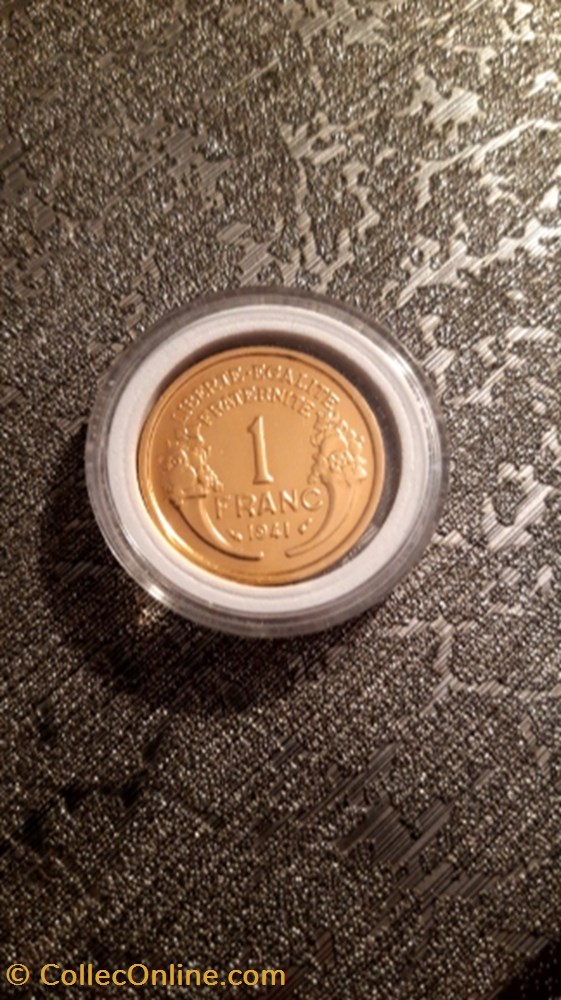 LIBERTE·EGALITE
FRATERNITE
1
FRANC
1941
© CollecOnline.com